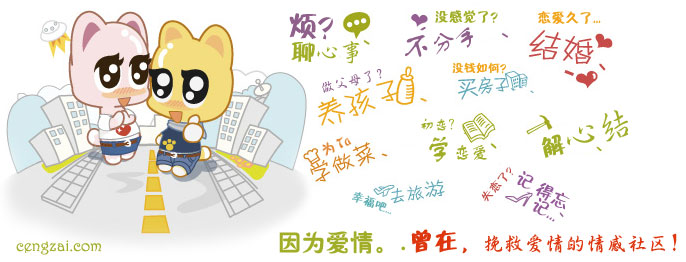 烦?
聊心事、
没感觉了?
不分手、
恋爱久了...
结婚、
做父母了?
养孩子、
没钱如何?
买房子、
为Ta
学做菜、
初恋?
学恋爱、
解心结、
幸福吧...
去旅游
失恋了?
记得忘记...、
因为爱情。.曾在,挽救爱情的情感社区!
cengzai.com